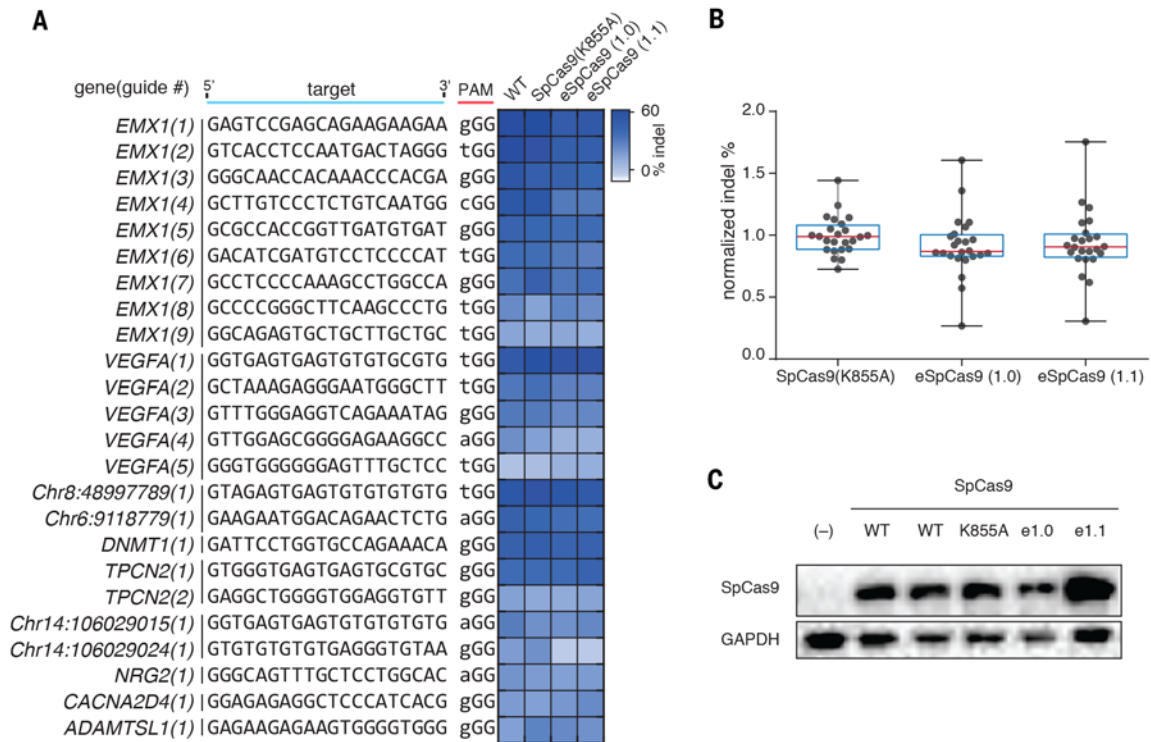 A
gene(guide #) 5' target 3' PAM WT SpCas9(K855A) eSpCas9 (1.0) eSpCas9 (1.1)
60
0
% indel
EMX1(1) GAGTCCGAGCAGAAGAAGAA gGG
EMX1(2) GTCACCTCCAATGACTAGGG tGG
EMX1(3) GGGCAACCACAAACCCACGA gGG
EMX1(4) GCTTGTCCCTCTGTCAATGG cGG
EMX1(5) GCGCCACCGGTTGATGTGAT gGG
EMX1(6) GACATCGATGTCCTCCCCAT tGG
EMX1(7) GCCTCCCCAAAGCCTGGCCA gGG
EMX1(8) GCCCCGGGCTTCAAGCCCTG tGG
EMX1(9) GGCAGAGTGCTGCTTGCTGC tGG
VEGFA(1) GGTGAGTGAGTGTGTGCGTG tGG
VEGFA(2) GCTAAAGAGGGAATGGGCTT tGG
VEGFA(3) GTTTGGGAGGTCAGAAATAG gGG
VEGFA(4) GTTGGAGCGGGGAGAAGGCC aGG
VEGFA(5) GGGTGGGGGGAGTTTGCTCC tGG
Chr8:48997789(1) GTAGAGTGAGTGTGTGTGTG tGG
Chr6:9118779(1) GAAGAATGGACAGAACTCTG aGG
DNMT1(1) GATTCCTGGTGCCAGAAACA gGG
TPCN2(1) GTGGGTGAGTGAGTGCGTGC gGG
TPCN2(2) GAGGCTGGGGTGGAGGTGTT gGG
Chr14:106029015(1) GGTGAGTGAGTGTGTGTGTG aGG
Chr14:106029024(1) GTGTGTGTGTGAGGGTGTAA gGG
NRG2(1) GGGCAGTTTGCTCCTGGCAC aGG
CACNA2D4(1) GGAGAGAGGCTCCCATCACG gGG
ADAMTSL1(1) GAGAAGAGAAGTGGGGTGGG gGG
B
normalized indel %
2.0
1.5
1.0
0.5
0.0
SpCas9(K855A) eSpCas9 (1.0) eSpCas9 (1.1)
C
SpCas9
(–) WT WT K855A e1.0 e1.1
SpCas9
GAPDH